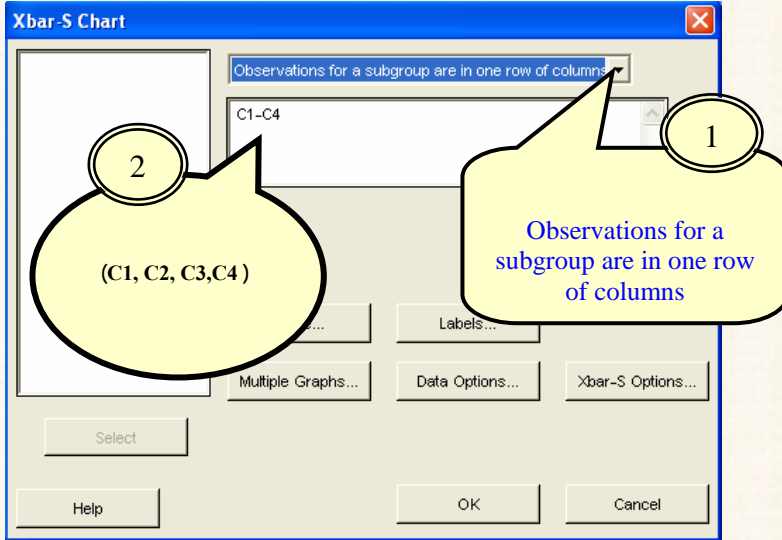 Xbar-S Chart
Observations for a subgroup are in one row of columns
C1-C4
1
Observations for a
subgroup are in one row
of columns
2
(C1, C2, C3,C4 )
Labels...
Multiple Graphs...
Data Options...
Xbar-S Options...
Select
Help
OK
Cancel